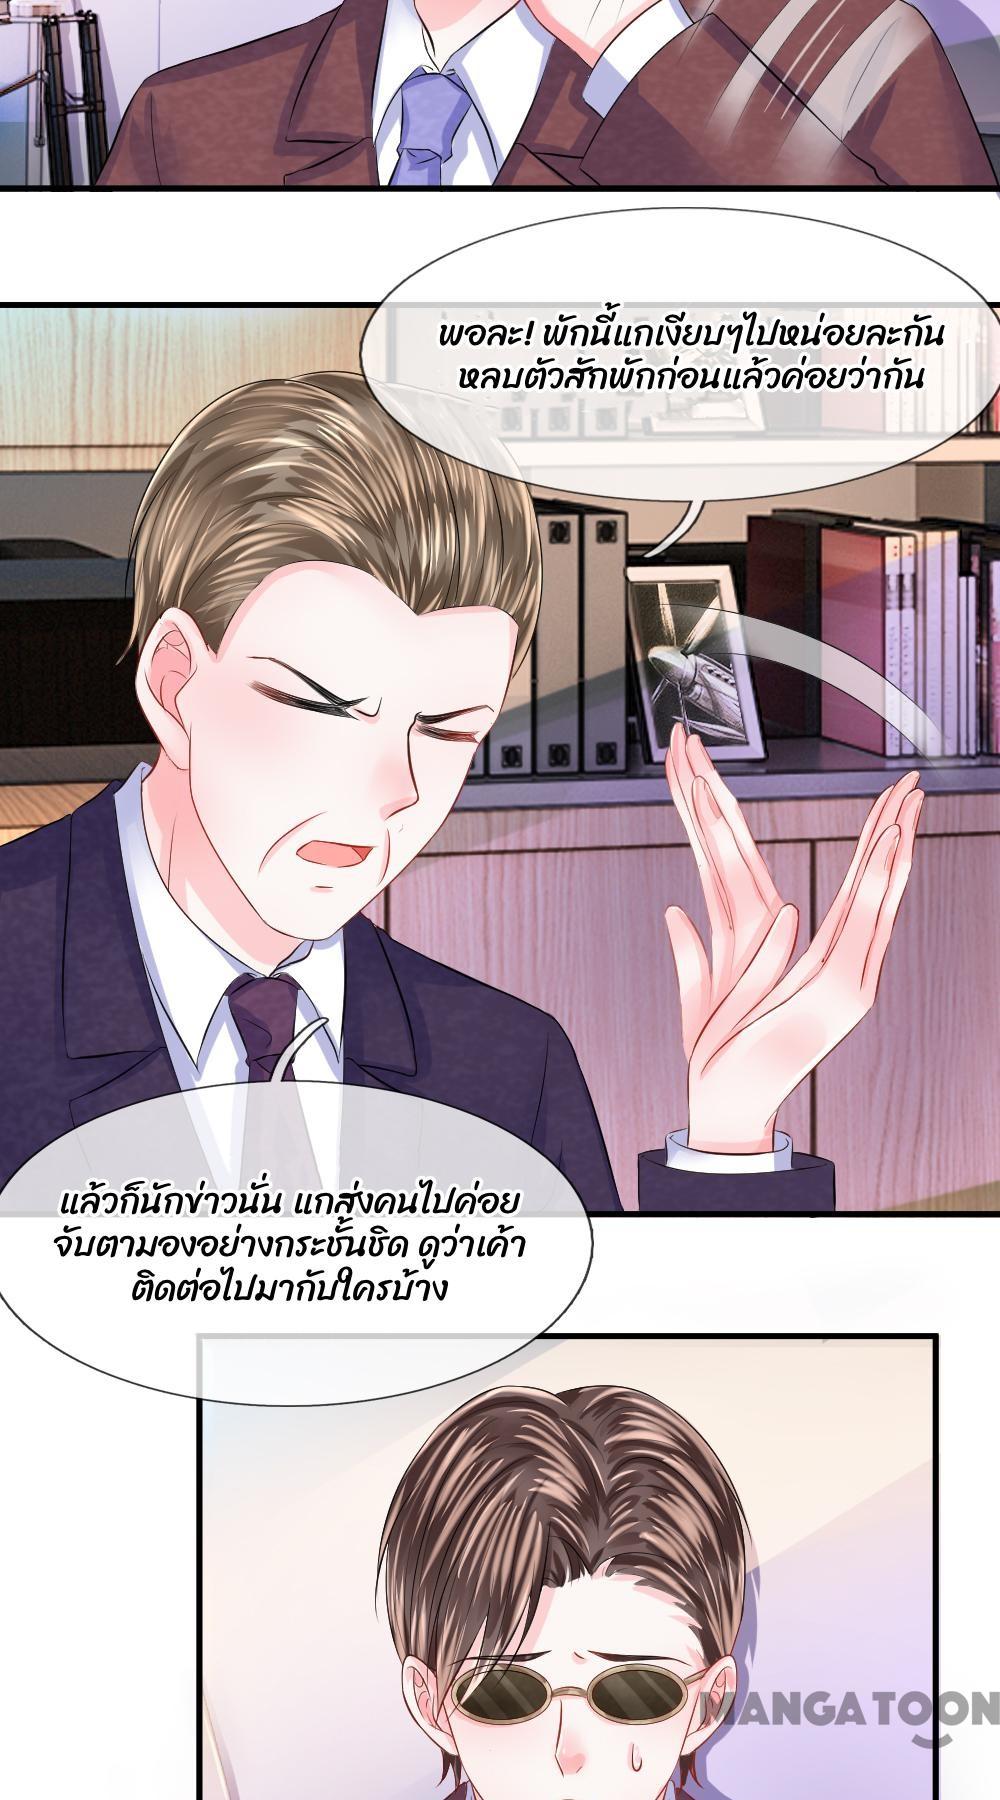 พอละ! พักนี้แกเงียบๆไปหน่อยละกัน
หลบตัวสักพักก่อนแล้วค่อยว่ากัน
แล้วก็นักข่าวนั่น แกส่งคนไปค่อย
จับตามองอย่างกระชั้นชิด ดูว่าเค้า
ติดต่อไปมากับใครบ้าง
MANGATOON